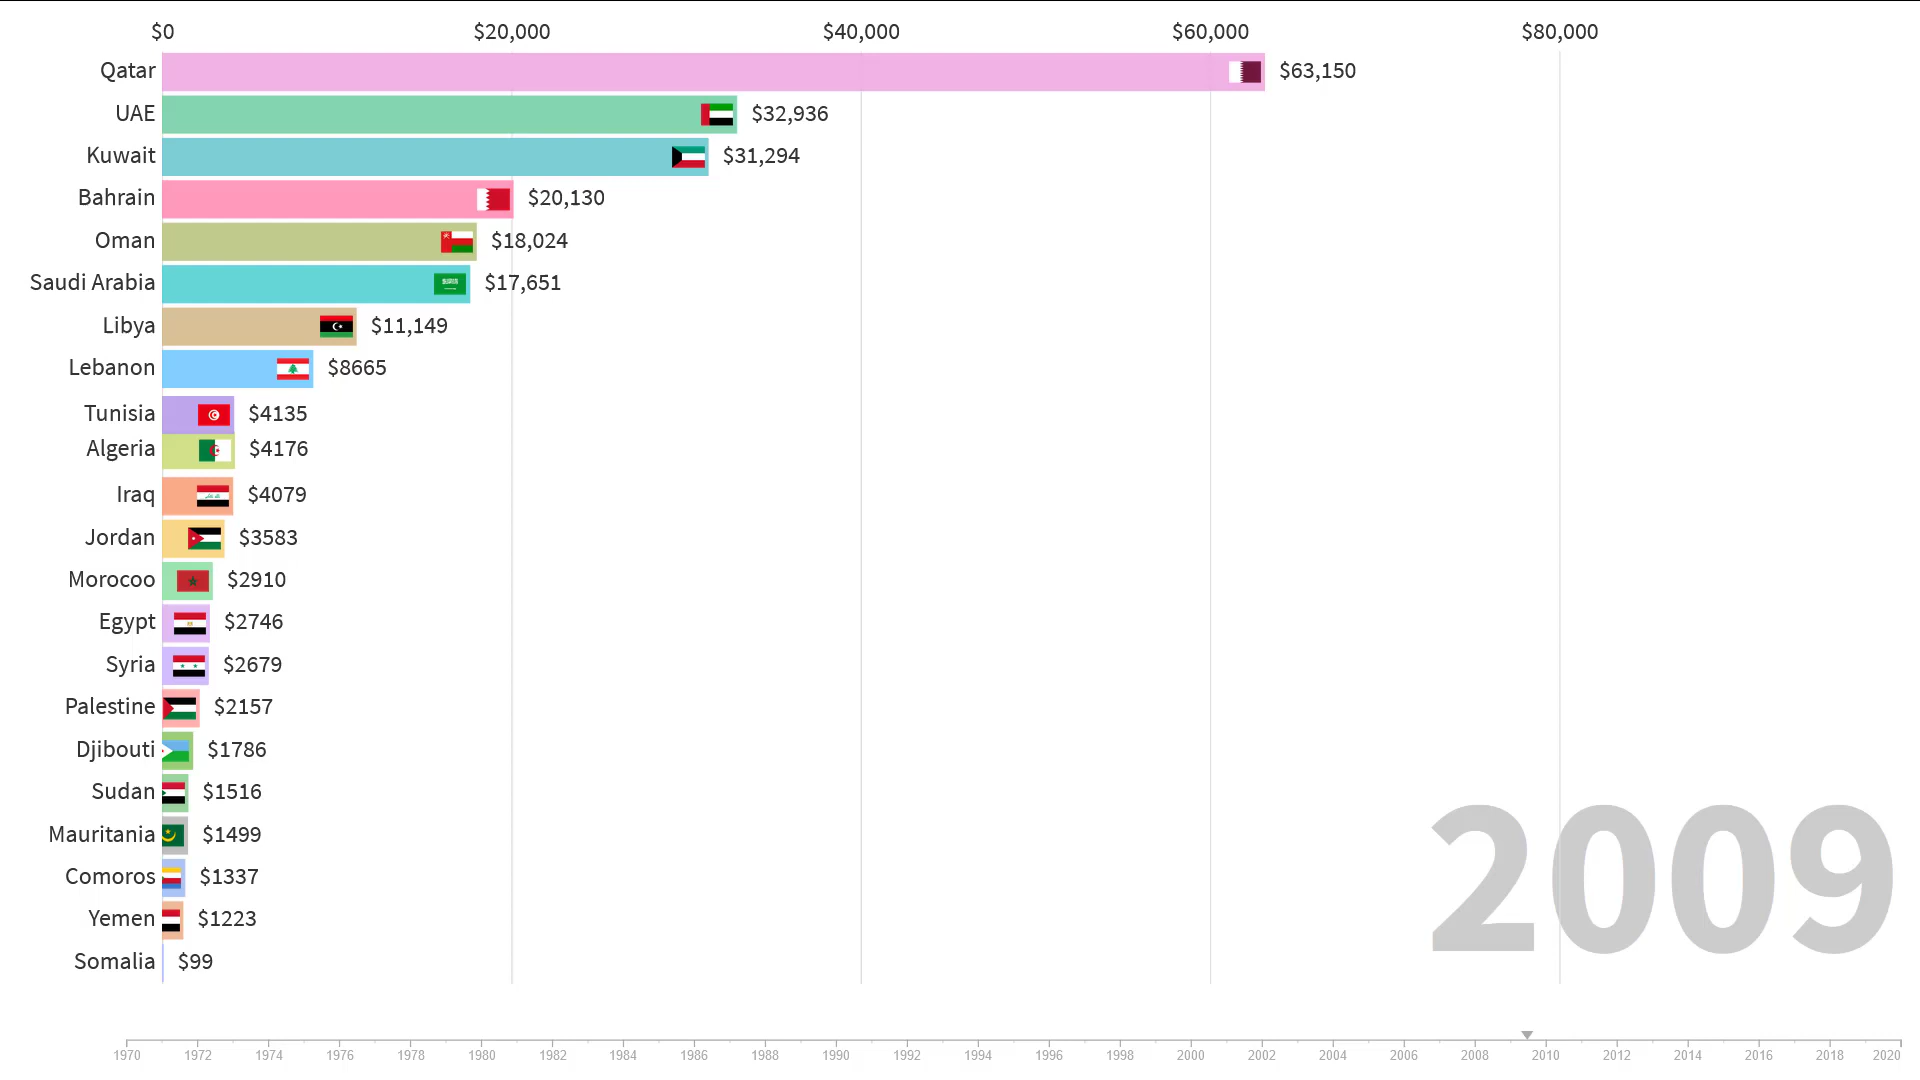 $0 $20,000 $40,000 $60,000 $80,000
Qatar $63,150
UAE $32,936
Kuwait $31,294
Bahrain $20,130
Oman $18,024
Saudi Arabia $17,651
Libya $11,149
Lebanon $8665
Tunisia $4135
Algeria $4176
Iraq $4079
Jordan $3583
Morocoo $2910
Egypt $2746
Syria $2679
Palestine $2157
Djibouti $1786
Sudan $1516
Mauritania $1499
Comoros $1337
Yemen $1223
Somalia $99
2009
1970 1972 1974 1976 1978 1980 1982 1984 1986 1988 1990 1992 1994 1996 1998 2000 2002 2004 2006 2008 2010 2012 2014 2016 2018 2020